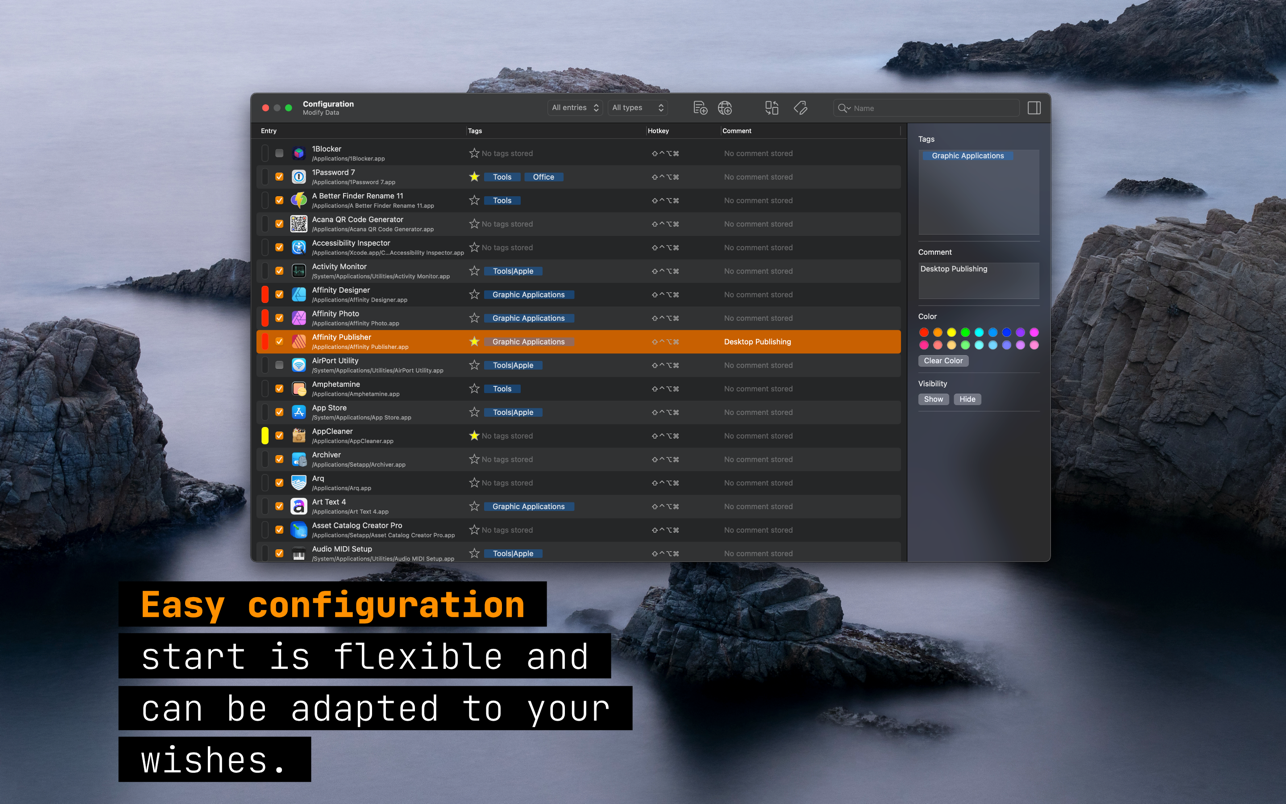 Configuration
Modify Data
All entries
All types
Name
Entry Tags Hotkey Comment
1Blocker
/Applications/1Blocker.app
No tags stored ⇧^⌥⌘ No comment stored
1Password 7
/Applications/1Password 7.app
Tools Office ⇧^⌥⌘ No comment stored
A Better Finder Rename 11
/Applications/A Better Finder Rename 11.app
Tools ⇧^⌥⌘ No comment stored
Acana QR Code Generator
/Applications/Acana QR Code Generator.app
No tags stored ⇧^⌥⌘ No comment stored
Accessibility Inspector
/Applications/Xcode.app/C...Accessibility Inspector.app
No tags stored ⇧^⌥⌘ No comment stored
Activity Monitor
/System/Applications/Utilities/Activity Monitor.app
Tools|Apple ⇧^⌥⌘ No comment stored
Affinity Designer
/Applications/Affinity Designer.app
Graphic Applications ⇧^⌥⌘ No comment stored
Affinity Photo
/Applications/Affinity Photo.app
Graphic Applications ⇧^⌥⌘ No comment stored
Affinity Publisher
/Applications/Affinity Publisher.app
Graphic Applications ⇧^⌥⌘ Desktop Publishing
AirPort Utility
/System/Applications/Utilities/AirPort Utility.app
Tools|Apple ⇧^⌥⌘ No comment stored
Amphetamine
/Applications/Amphetamine.app
Tools ⇧^⌥⌘ No comment stored
App Store
/System/Applications/App Store.app
Tools|Apple ⇧^⌥⌘ No comment stored
AppCleaner
/Applications/AppCleaner.app
No tags stored ⇧^⌥⌘ No comment stored
Archiver
/Applications/Setapp/Archiver.app
No tags stored ⇧^⌥⌘ No comment stored
Arq
/Applications/Arq.app
No tags stored ⇧^⌥⌘ No comment stored
Art Text 4
/Applications/Art Text 4.app
Graphic Applications ⇧^⌥⌘ No comment stored
Asset Catalog Creator Pro
/Applications/Setapp/Asset Catalog Creator Pro.app
No tags stored ⇧^⌥⌘ No comment stored
Audio MIDI Setup
/System/Applications/Utilities/Audio MIDI Setup.app
Tools|Apple ⇧^⌥⌘ No comment stored
Tags
Graphic Applications
Comment
Desktop Publishing
Color
Clear Color
Visibility
Show Hide
Easy configuration
start is flexible and
can be adapted to your
wishes.